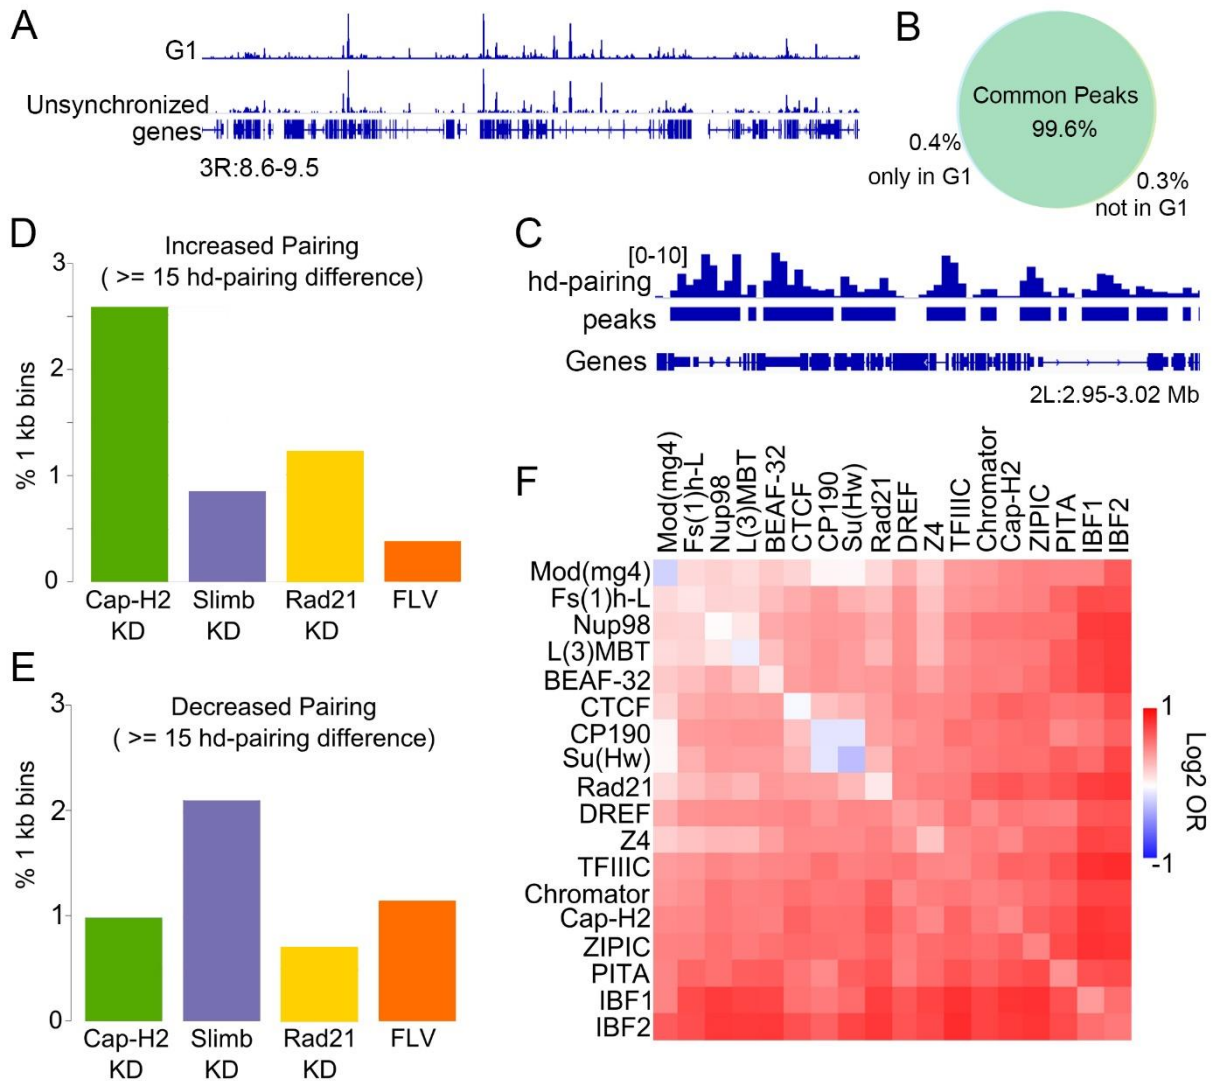 A
G1
Unsynchronized
genes
3R:8.6-9.5
B
Common Peaks
99.6%
0.4%
only in G1
0.3%
not in G1
C
[0-10]
hd-pairing
peaks
Genes
2L:2.95-3.02 Mb
D
Increased Pairing
( >= 15 hd-pairing difference)
% 1 kb bins
3
2
1
0
Cap-H2 KD
Slimb KD
Rad21 KD
FLV
E
Decreased Pairing
( >= 15 hd-pairing difference)
% 1 kb bins
3
2
1
0
Cap-H2 KD
Slimb KD
Rad21 KD
FLV
F
Mod(mg4)
Fs(1)h-L
Nup98
L(3)MBT
BEAF-32
CTCF
CP190
Su(Hw)
Rad21
DREF
Z4
TFIIIC
Chromator
Cap-H2
ZIPIC
PITA
IBF1
IBF2
Mod(mg4)
Fs(1)h-L
Nup98
L(3)MBT
BEAF-32
CTCF
CP190
Su(Hw)
Rad21
DREF
Z4
TFIIIC
Chromator
Cap-H2
ZIPIC
PITA
IBF1
IBF2
1
-1
Log2 OR